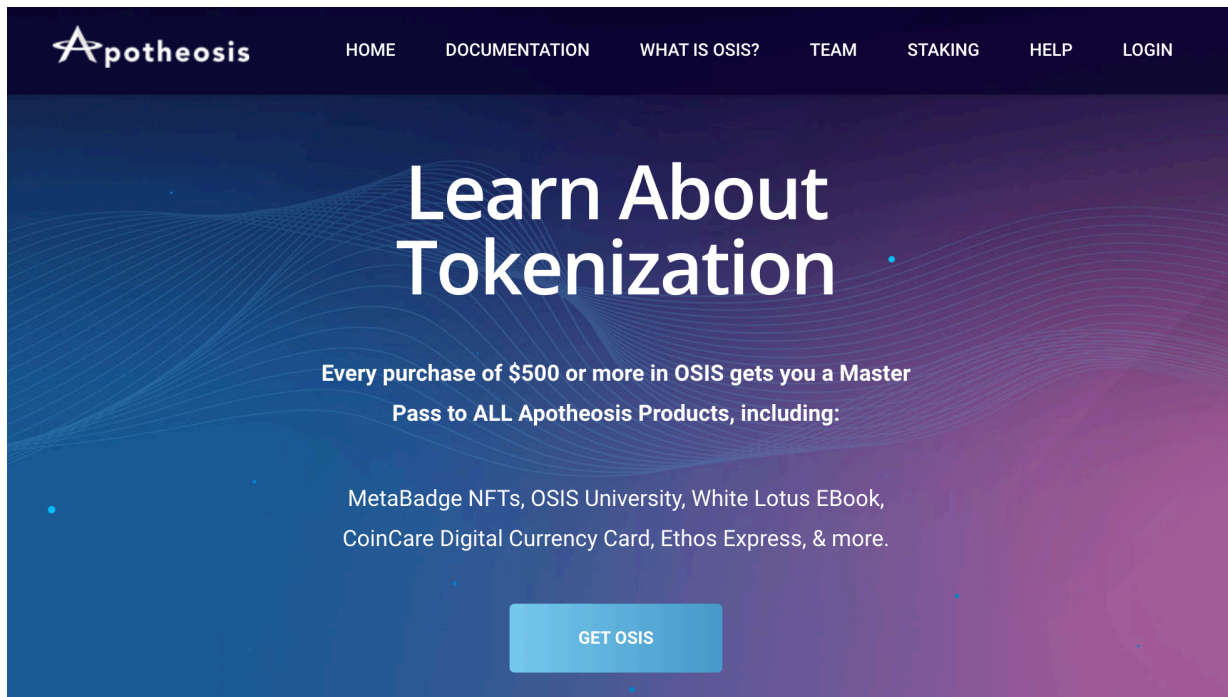 Apotheosis
HOME DOCUMENTATION WHAT IS OSIS? TEAM STAKING HELP LOGIN
Learn About
Tokenization
Every purchase of $500 or more in OSIS gets you a Master
Pass to ALL Apotheosis Products, including:
MetaBadge NFTs, OSIS University, White Lotus EBook,
CoinCare Digital Currency Card, Ethos Express, & more.
GET OSIS